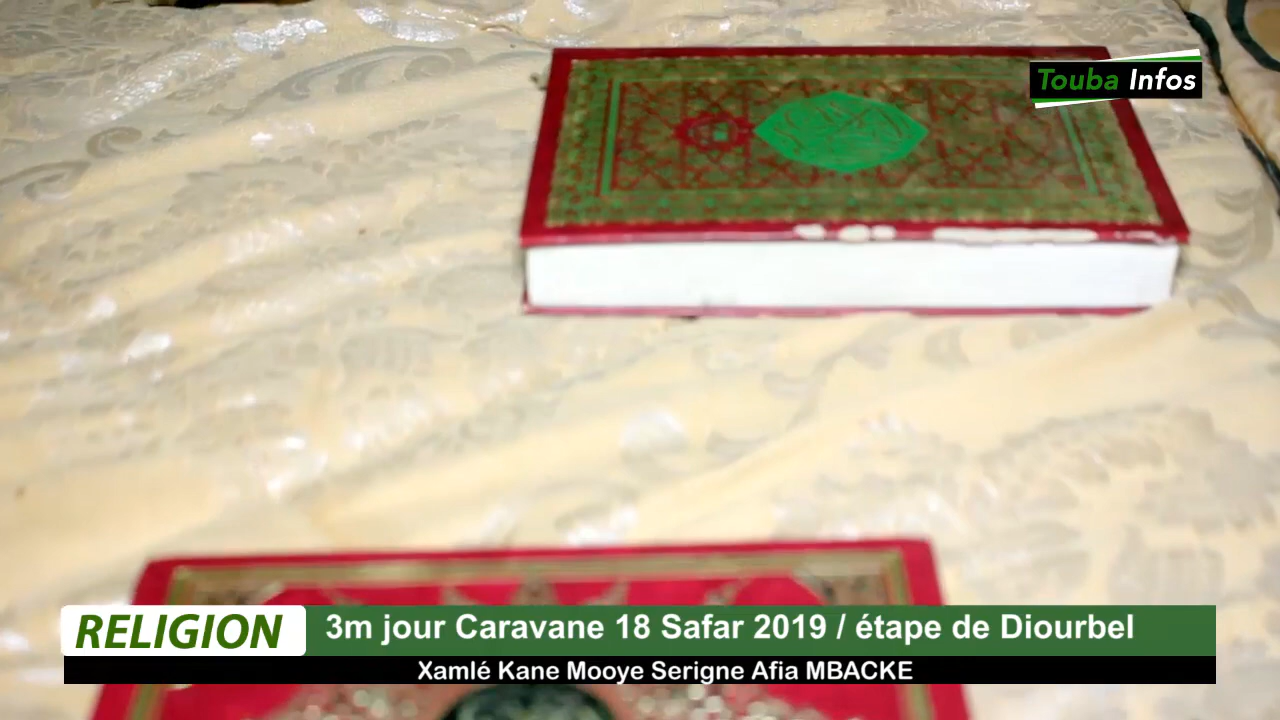 Touba Infos
RELIGION
3m jour Caravane 18 Safar 2019 / étape de Diourbel
Xamlé Kane Mooye Serigne Afia MBACKE